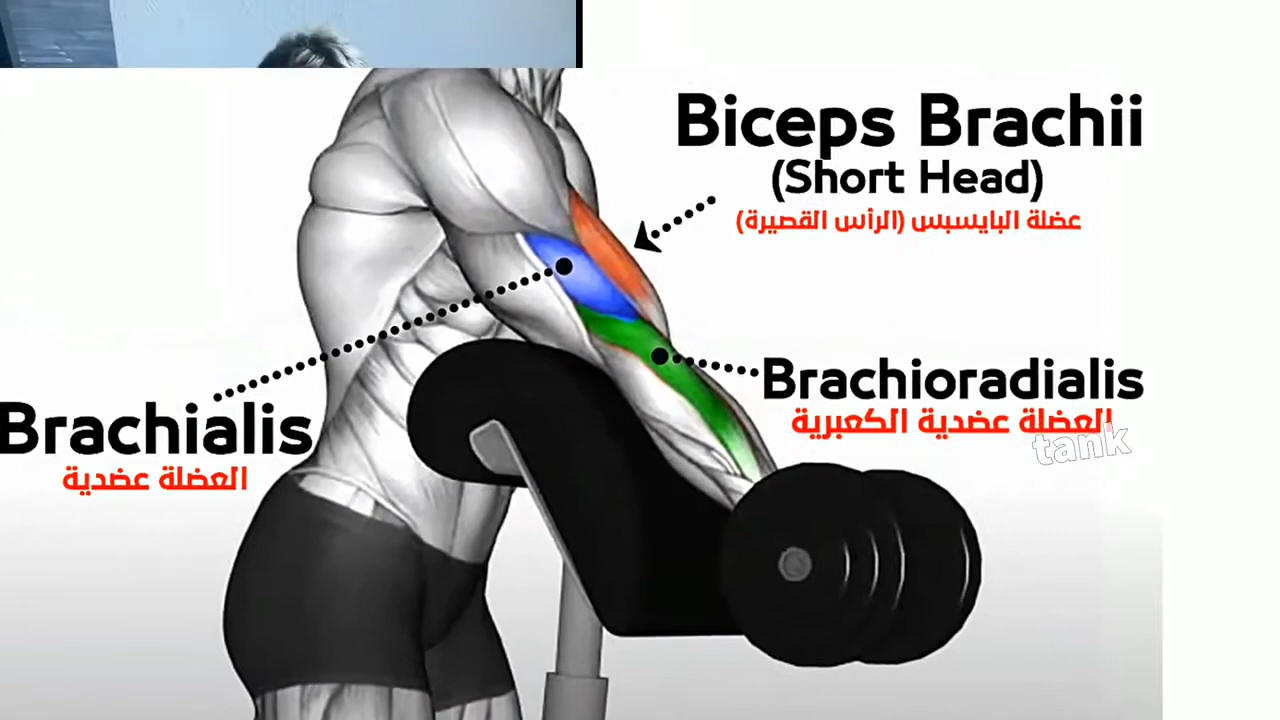 Biceps Brachii
(Short Head)
عضلة البايسبس (الرأس القصيرة)
Brachioradialis
العضلة عضدية الكعبرية
tank
Brachialis
العضلة عضدية